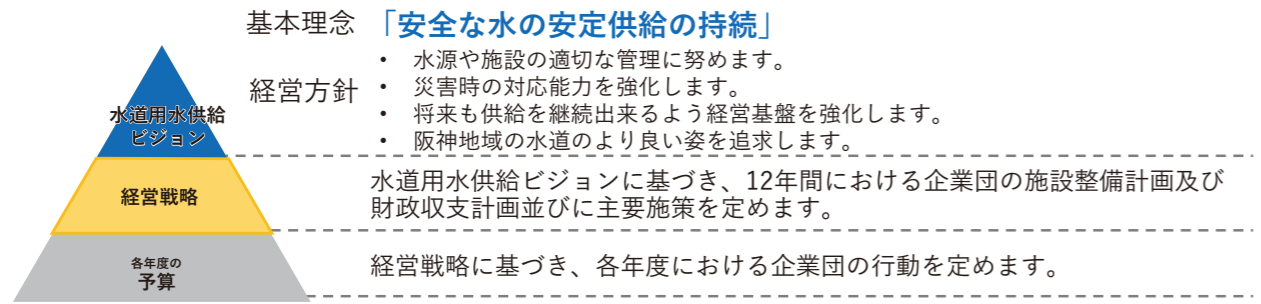 基本理念 「安全な水の安定供給の持続」
経営方針
• 水源や施設の適切な管理に努めます。
• 災害時の対応能力を強化します。
• 将来も供給を継続出来るよう経営基盤を強化します。
• 阪神地域の水道のより良い姿を追求します。
水道用水供給
ビジョン
経営戦略
水道用水供給ビジョンに基づき、12年間における企業団の施設整備計画及び
財政収支計画並びに主要施策を定めます。
各年度の
予算
経営戦略に基づき、各年度における企業団の行動を定めます。